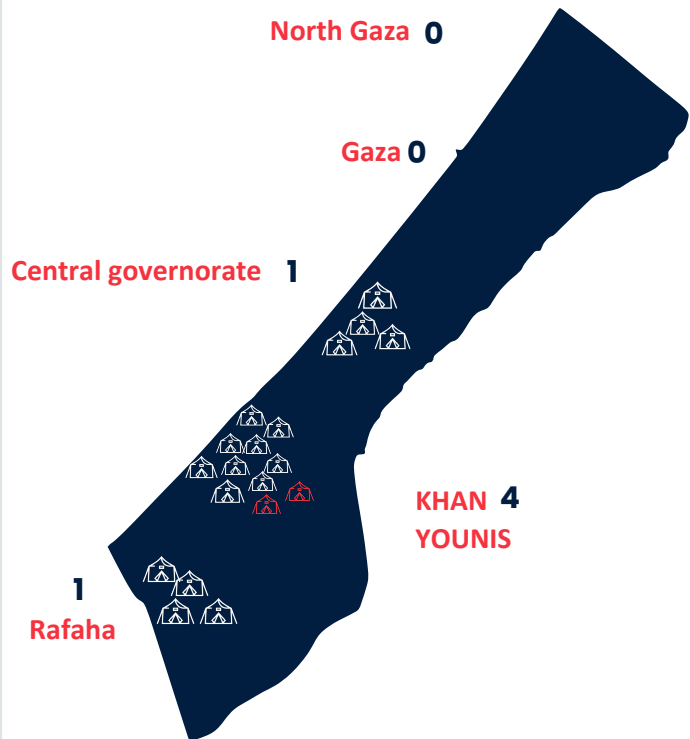 North Gaza 0
Gaza 0
Central governorate 1
KHAN 4
YOUNIS
1
Rafaha